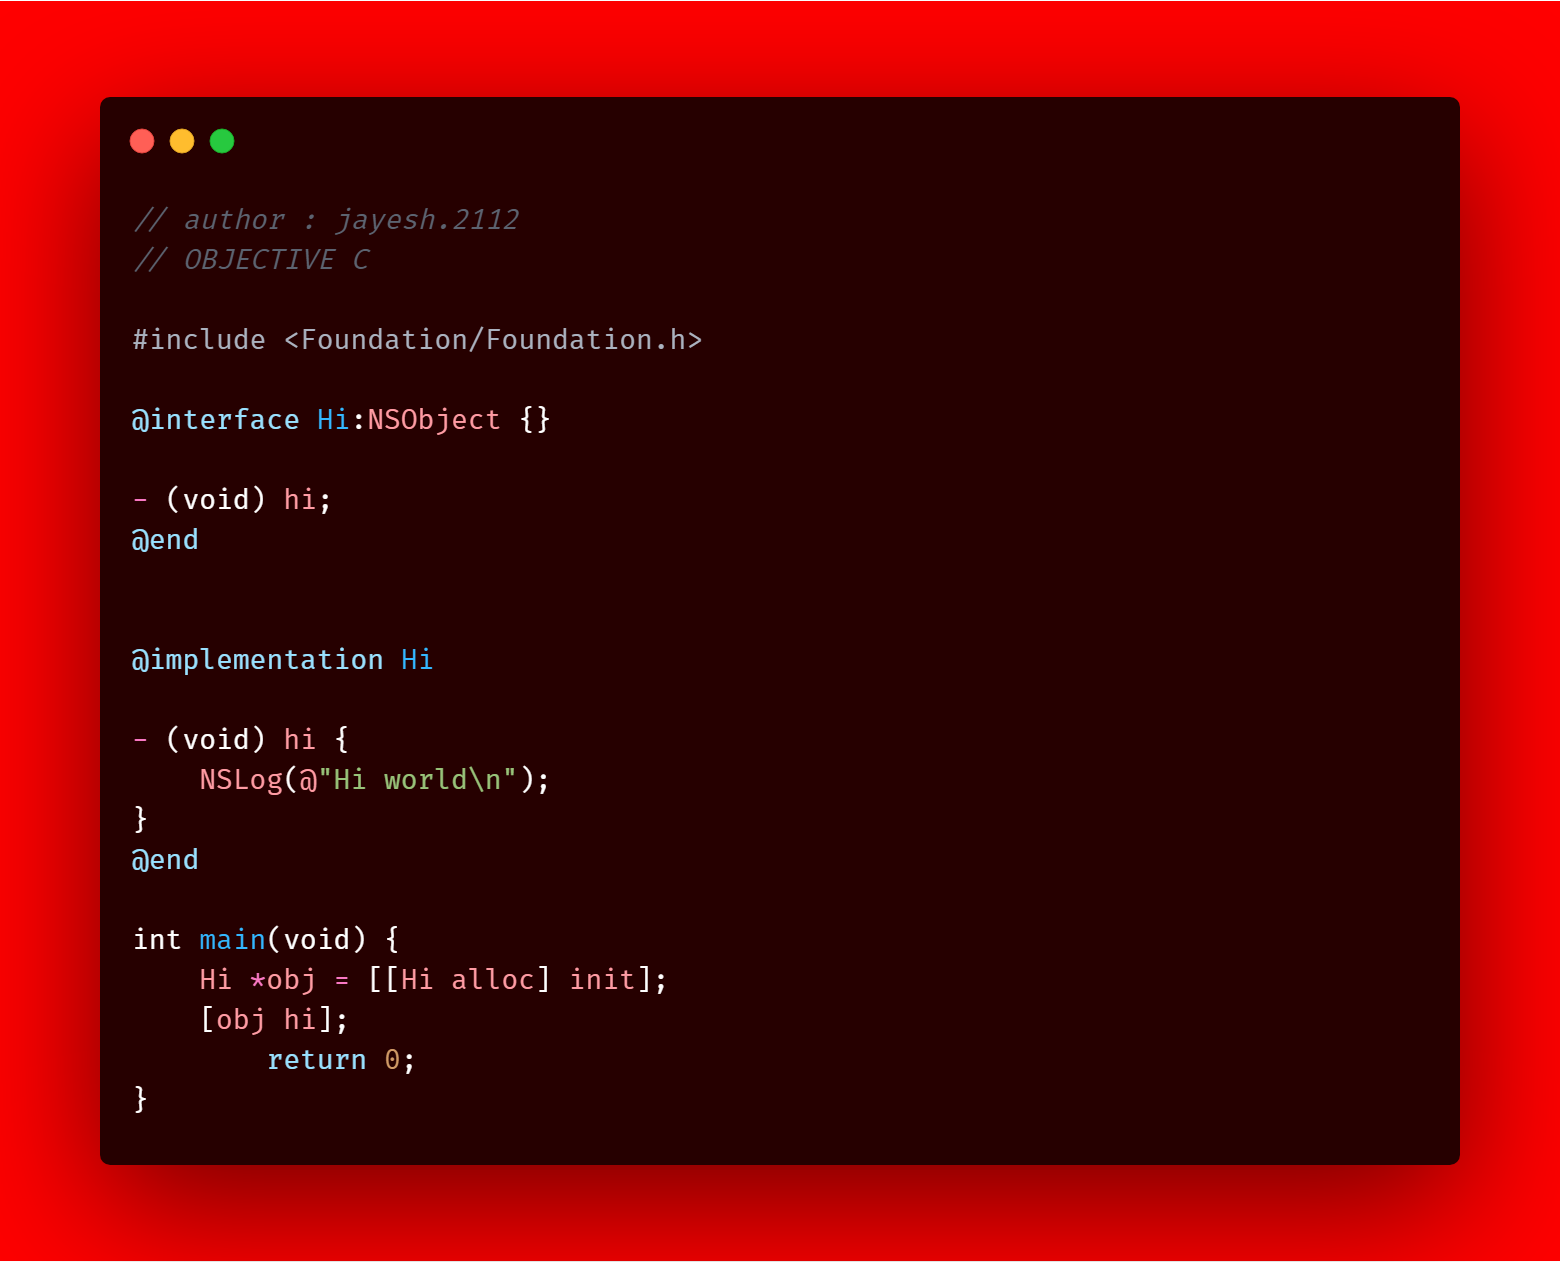 // author : jayesh.2112
// OBJECTIVE C
#include <Foundation/Foundation.h>
@interface Hi:NSObject {}
- (void) hi;
@end
@implementation Hi
- (void) hi {
    NSLog(@"Hi world\n");
}
@end
int main(void) {
    Hi *obj = [[Hi alloc] init];
    [obj hi];
        return 0;
}